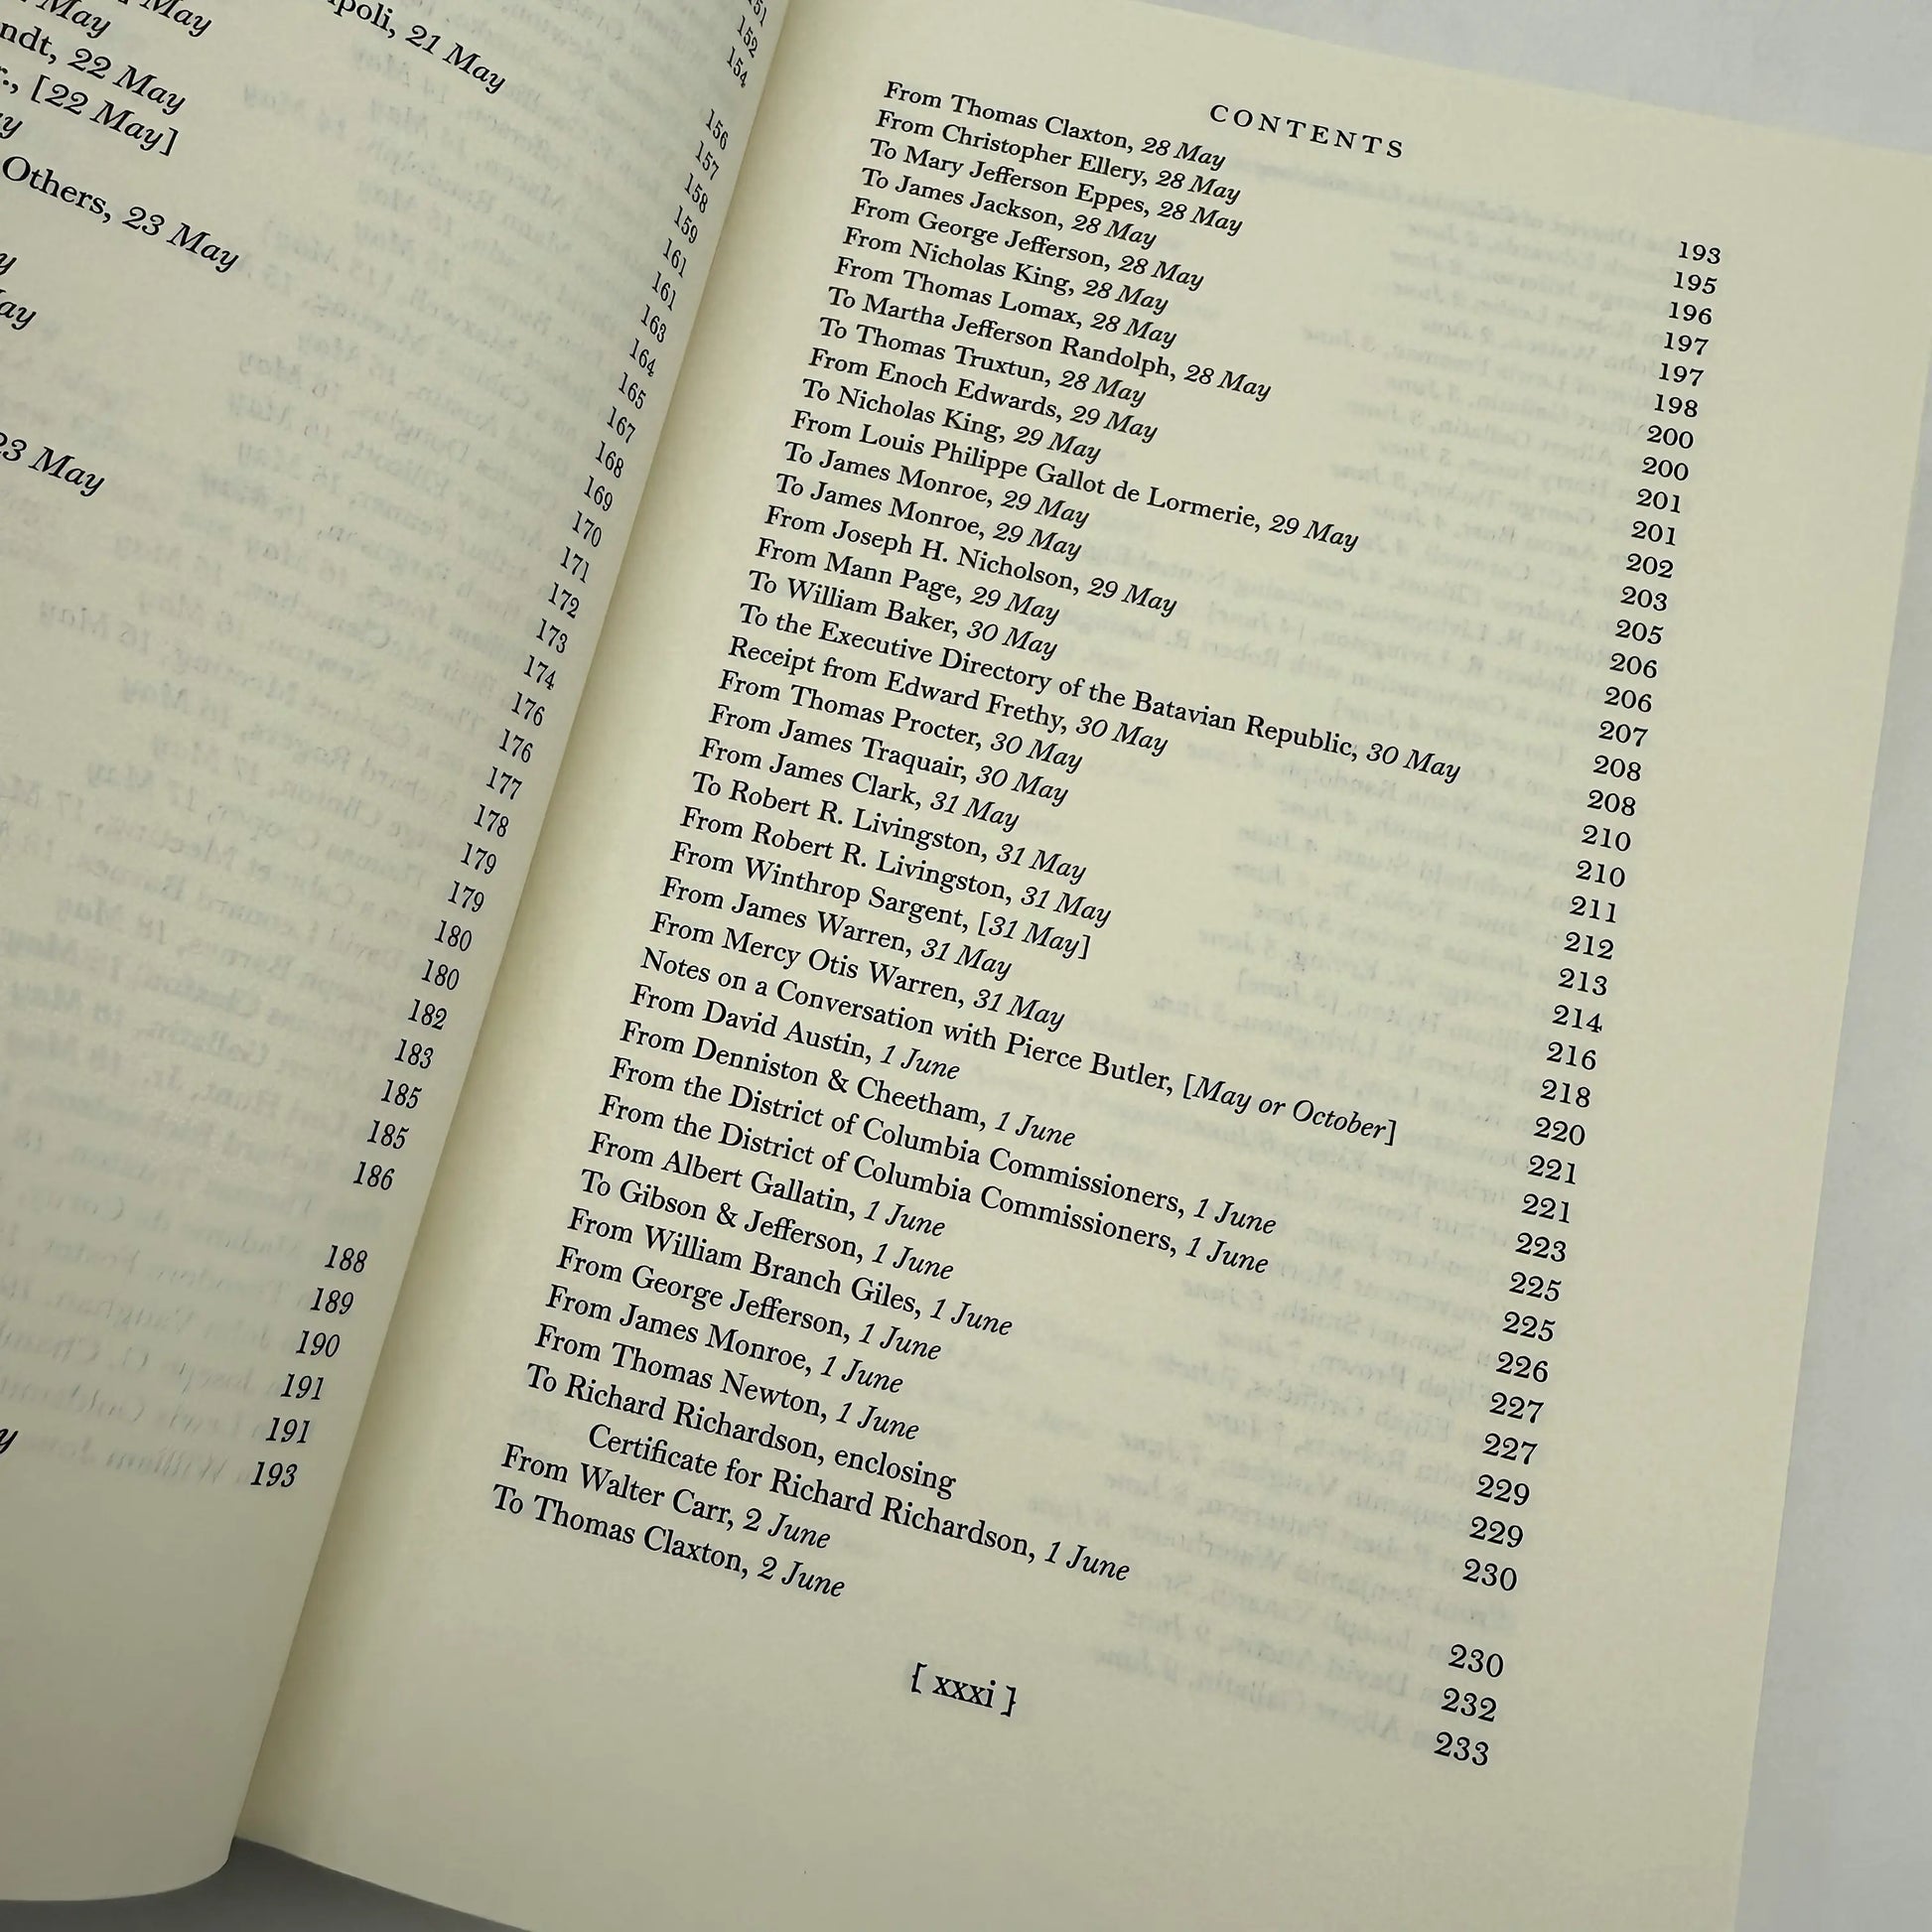 May
May
poli, 21 May
ndt, 22 May
r., [22 May]
Others, 23 May
23 May
151
152
154
156
157
158
159
161
161
163
164
165
167
168
169
170
171
172
173
174
176
176
177
178
179
179
180
180
182
183
185
185
186
188
189
190
191
191
193
CONTENTS
From Thomas Claxton, 28 May 193
From Christopher Ellery, 28 May 195
To Mary Jefferson Eppes, 28 May 196
To James Jackson, 28 May 197
From George Jefferson, 28 May 197
From Nicholas King, 28 May 198
From Thomas Lomax, 28 May 200
To Martha Jefferson Randolph, 28 May 200
To Thomas Truxtun, 28 May 201
From Enoch Edwards, 29 May 201
To Nicholas King, 29 May 202
From Louis Philippe Gallot de Lormerie, 29 May 203
To James Monroe, 29 May 205
To James Monroe, 29 May 206
From Joseph H. Nicholson, 29 May 206
From Mann Page, 29 May 207
To William Baker, 30 May 208
To the Executive Directory of the Batavian Republic, 30 May 208
Receipt from Edward Frethy, 30 May 210
From Thomas Procter, 30 May 210
From James Traquair, 30 May 211
From James Clark, 31 May 212
To Robert R. Livingston, 31 May 213
From Robert R. Livingston, 31 May 214
From Winthrop Sargent, [31 May] 216
From James Warren, 31 May 218
From Mercy Otis Warren, 31 May 220
Notes on a Conversation with Pierce Butler, [May or October] 221
From David Austin, 1 June 221
From Denniston & Cheetham, 1 June 223
From the District of Columbia Commissioners, 1 June 225
From the District of Columbia Commissioners, 1 June 225
From Albert Gallatin, 1 June 226
To Gibson & Jefferson, 1 June 227
From William Branch Giles, 1 June 227
From George Jefferson, 1 June 229
From James Monroe, 1 June 229
From Thomas Newton, 1 June 230
To Richard Richardson, enclosing
Certificate for Richard Richardson, 1 June 230
From Walter Carr, 2 June 232
To Thomas Claxton, 2 June 233
[ xxxi ]